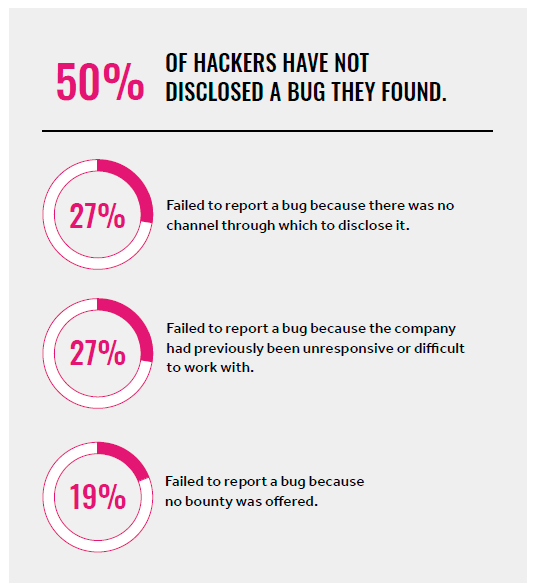 50%
OF HACKERS HAVE NOT
DISCLOSED A BUG THEY FOUND.
27%
Failed to report a bug because there was no
channel through which to disclose it.
27%
Failed to report a bug because the company
had previously been unresponsive or difficult
to work with.
19%
Failed to report a bug because
no bounty was offered.